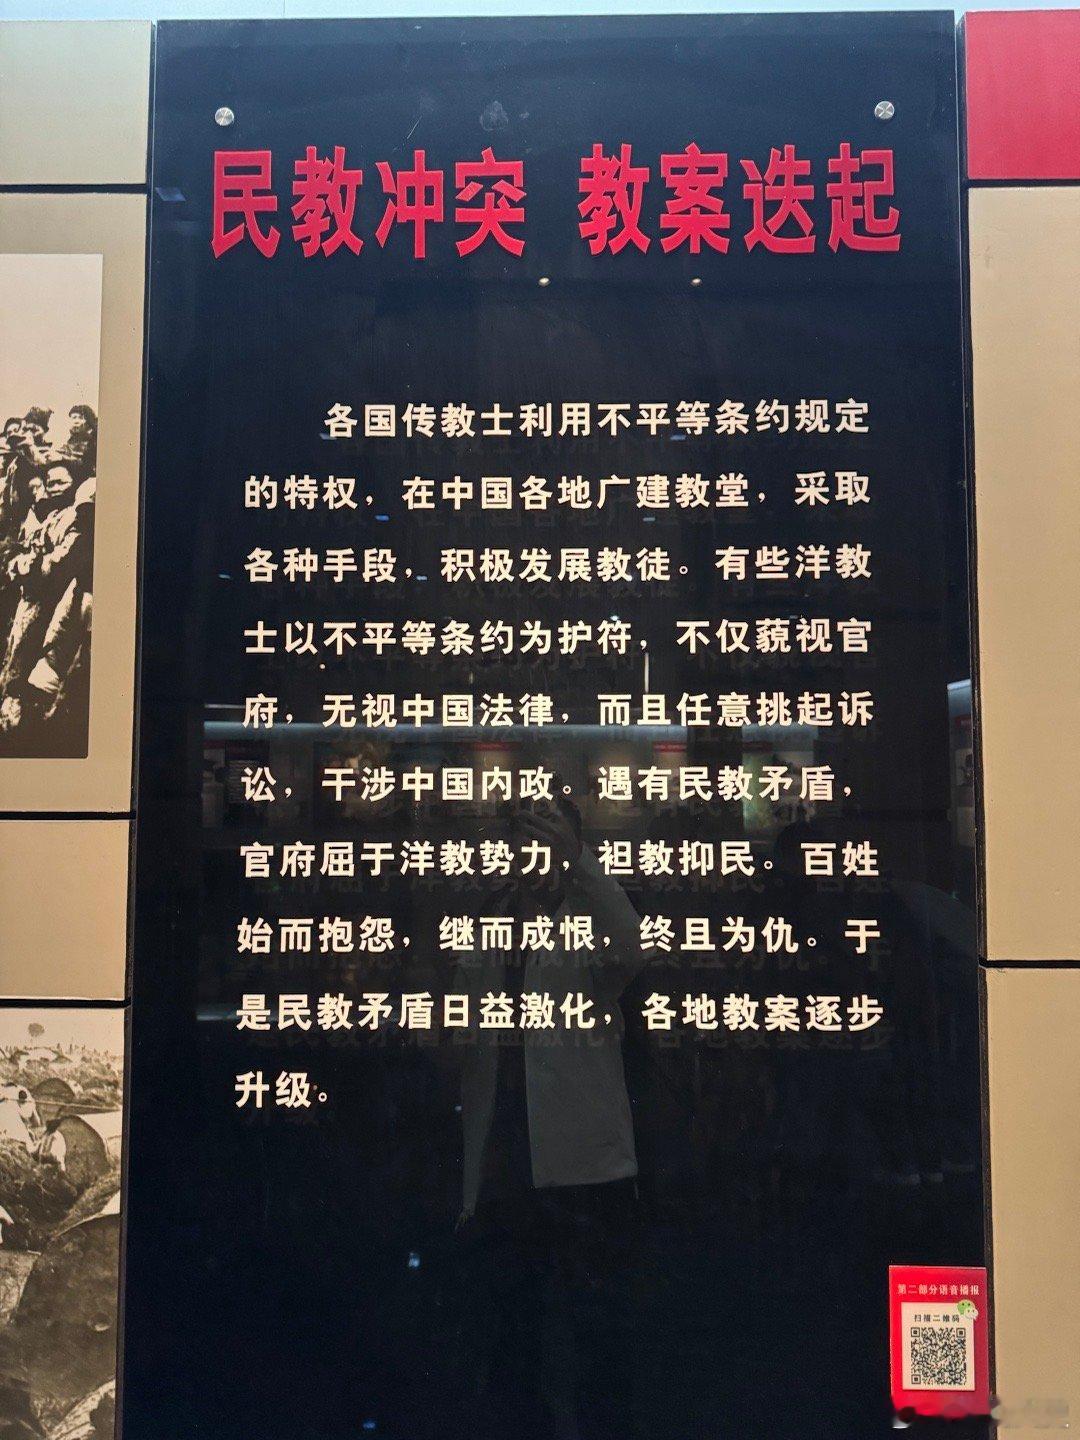 民教冲突 教案迭起
各国传教士利用不平等条约规定
的特权，在中国各地广建教堂，采取
各种手段，积极发展教徒。有些洋教
士以不平等条约为护符，不仅藐视官
府，无视中国法律，而且任意挑起诉
讼，干涉中国内政。遇有民教矛盾，
官府屈于洋教势力，袒教抑民。百姓
始而抱怨，继而成恨，终且为仇。于
是民教矛盾日益激化，各地教案逐步
升级。
第二部分语音播报
扫描二维码